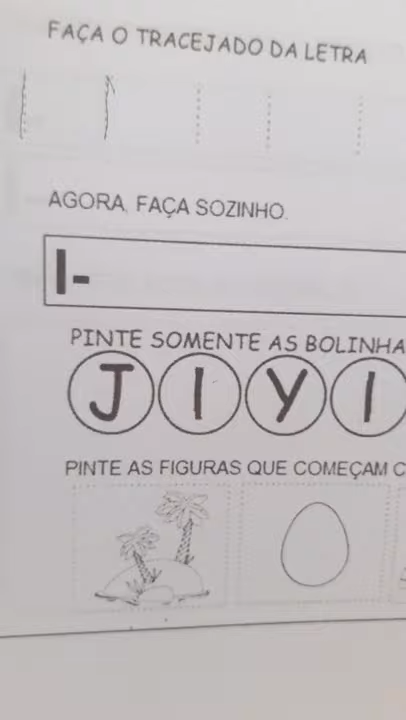 FAÇA O TRACEJADO DA LETRA
AGORA, FAÇA SOZINHO.
I-
PINTE SOMENTE AS BOLINHA
J I Y I
PINTE AS FIGURAS QUE COMEÇAM C